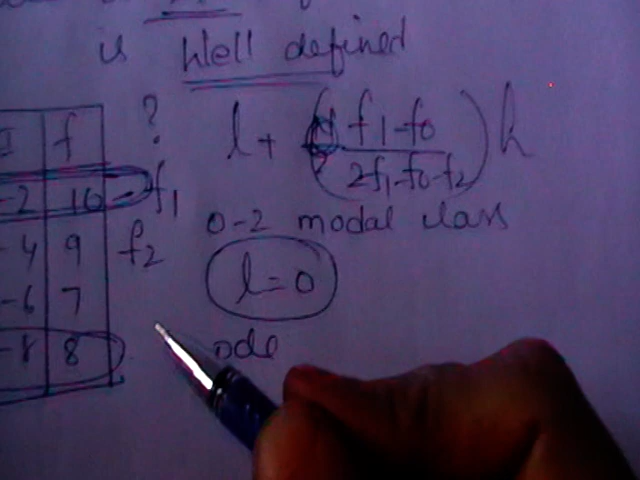 is Well defined
I f ?
-2 10 - f1
-4 9 f2
-6 7
-8 8
l + (f1-f0 / 2f1-f0-f2) h
0-2 modal class
l=0
ode